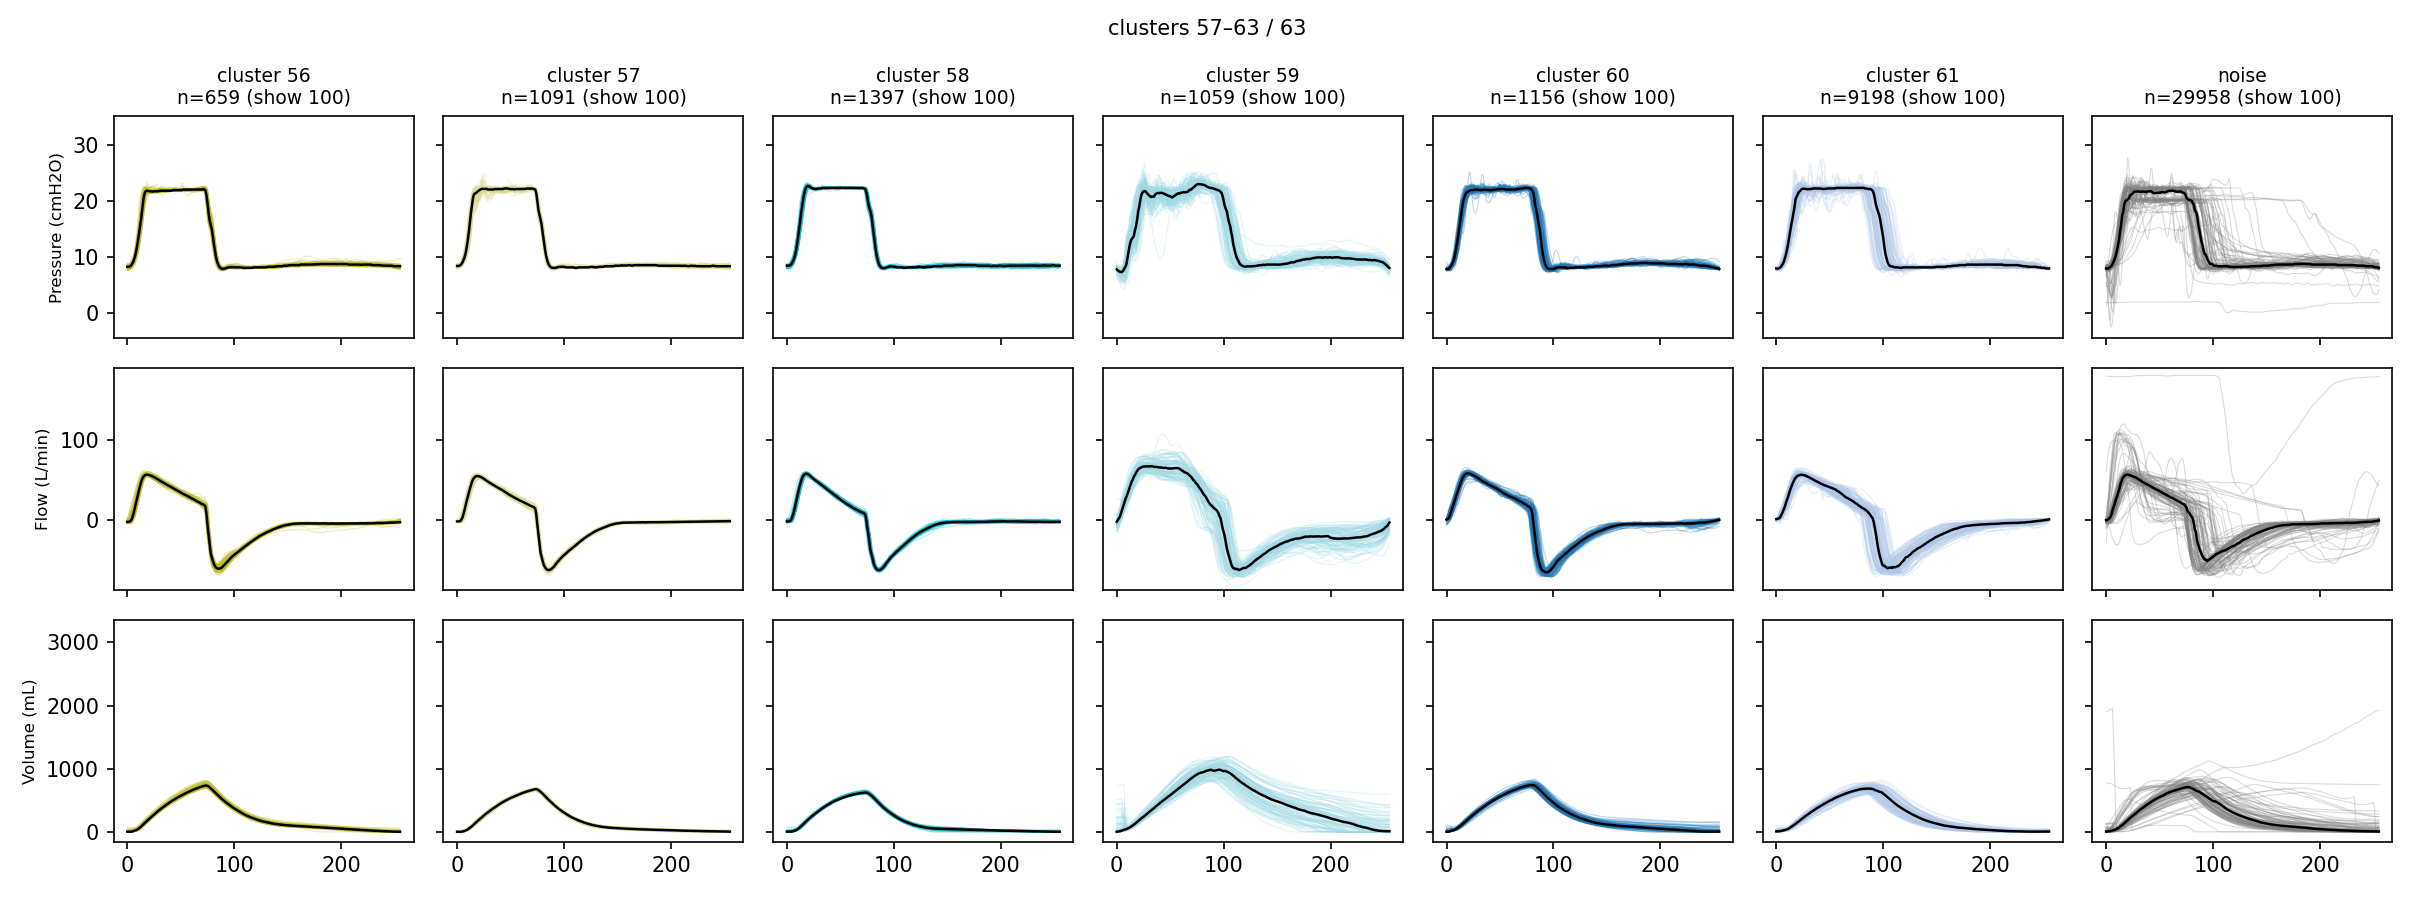 clusters 57–63 / 63
cluster 56
n=659 (show 100)
cluster 57
n=1091 (show 100)
cluster 58
n=1397 (show 100)
cluster 59
n=1059 (show 100)
cluster 60
n=1156 (show 100)
cluster 61
n=9198 (show 100)
noise
n=29958 (show 100)
Pressure (cmH2O)
30
20
10
0
Flow (L/min)
100
0
Volume (mL)
3000
2000
1000
0
0 100 200
0 100 200
0 100 200
0 100 200
0 100 200
0 100 200
0 100 200